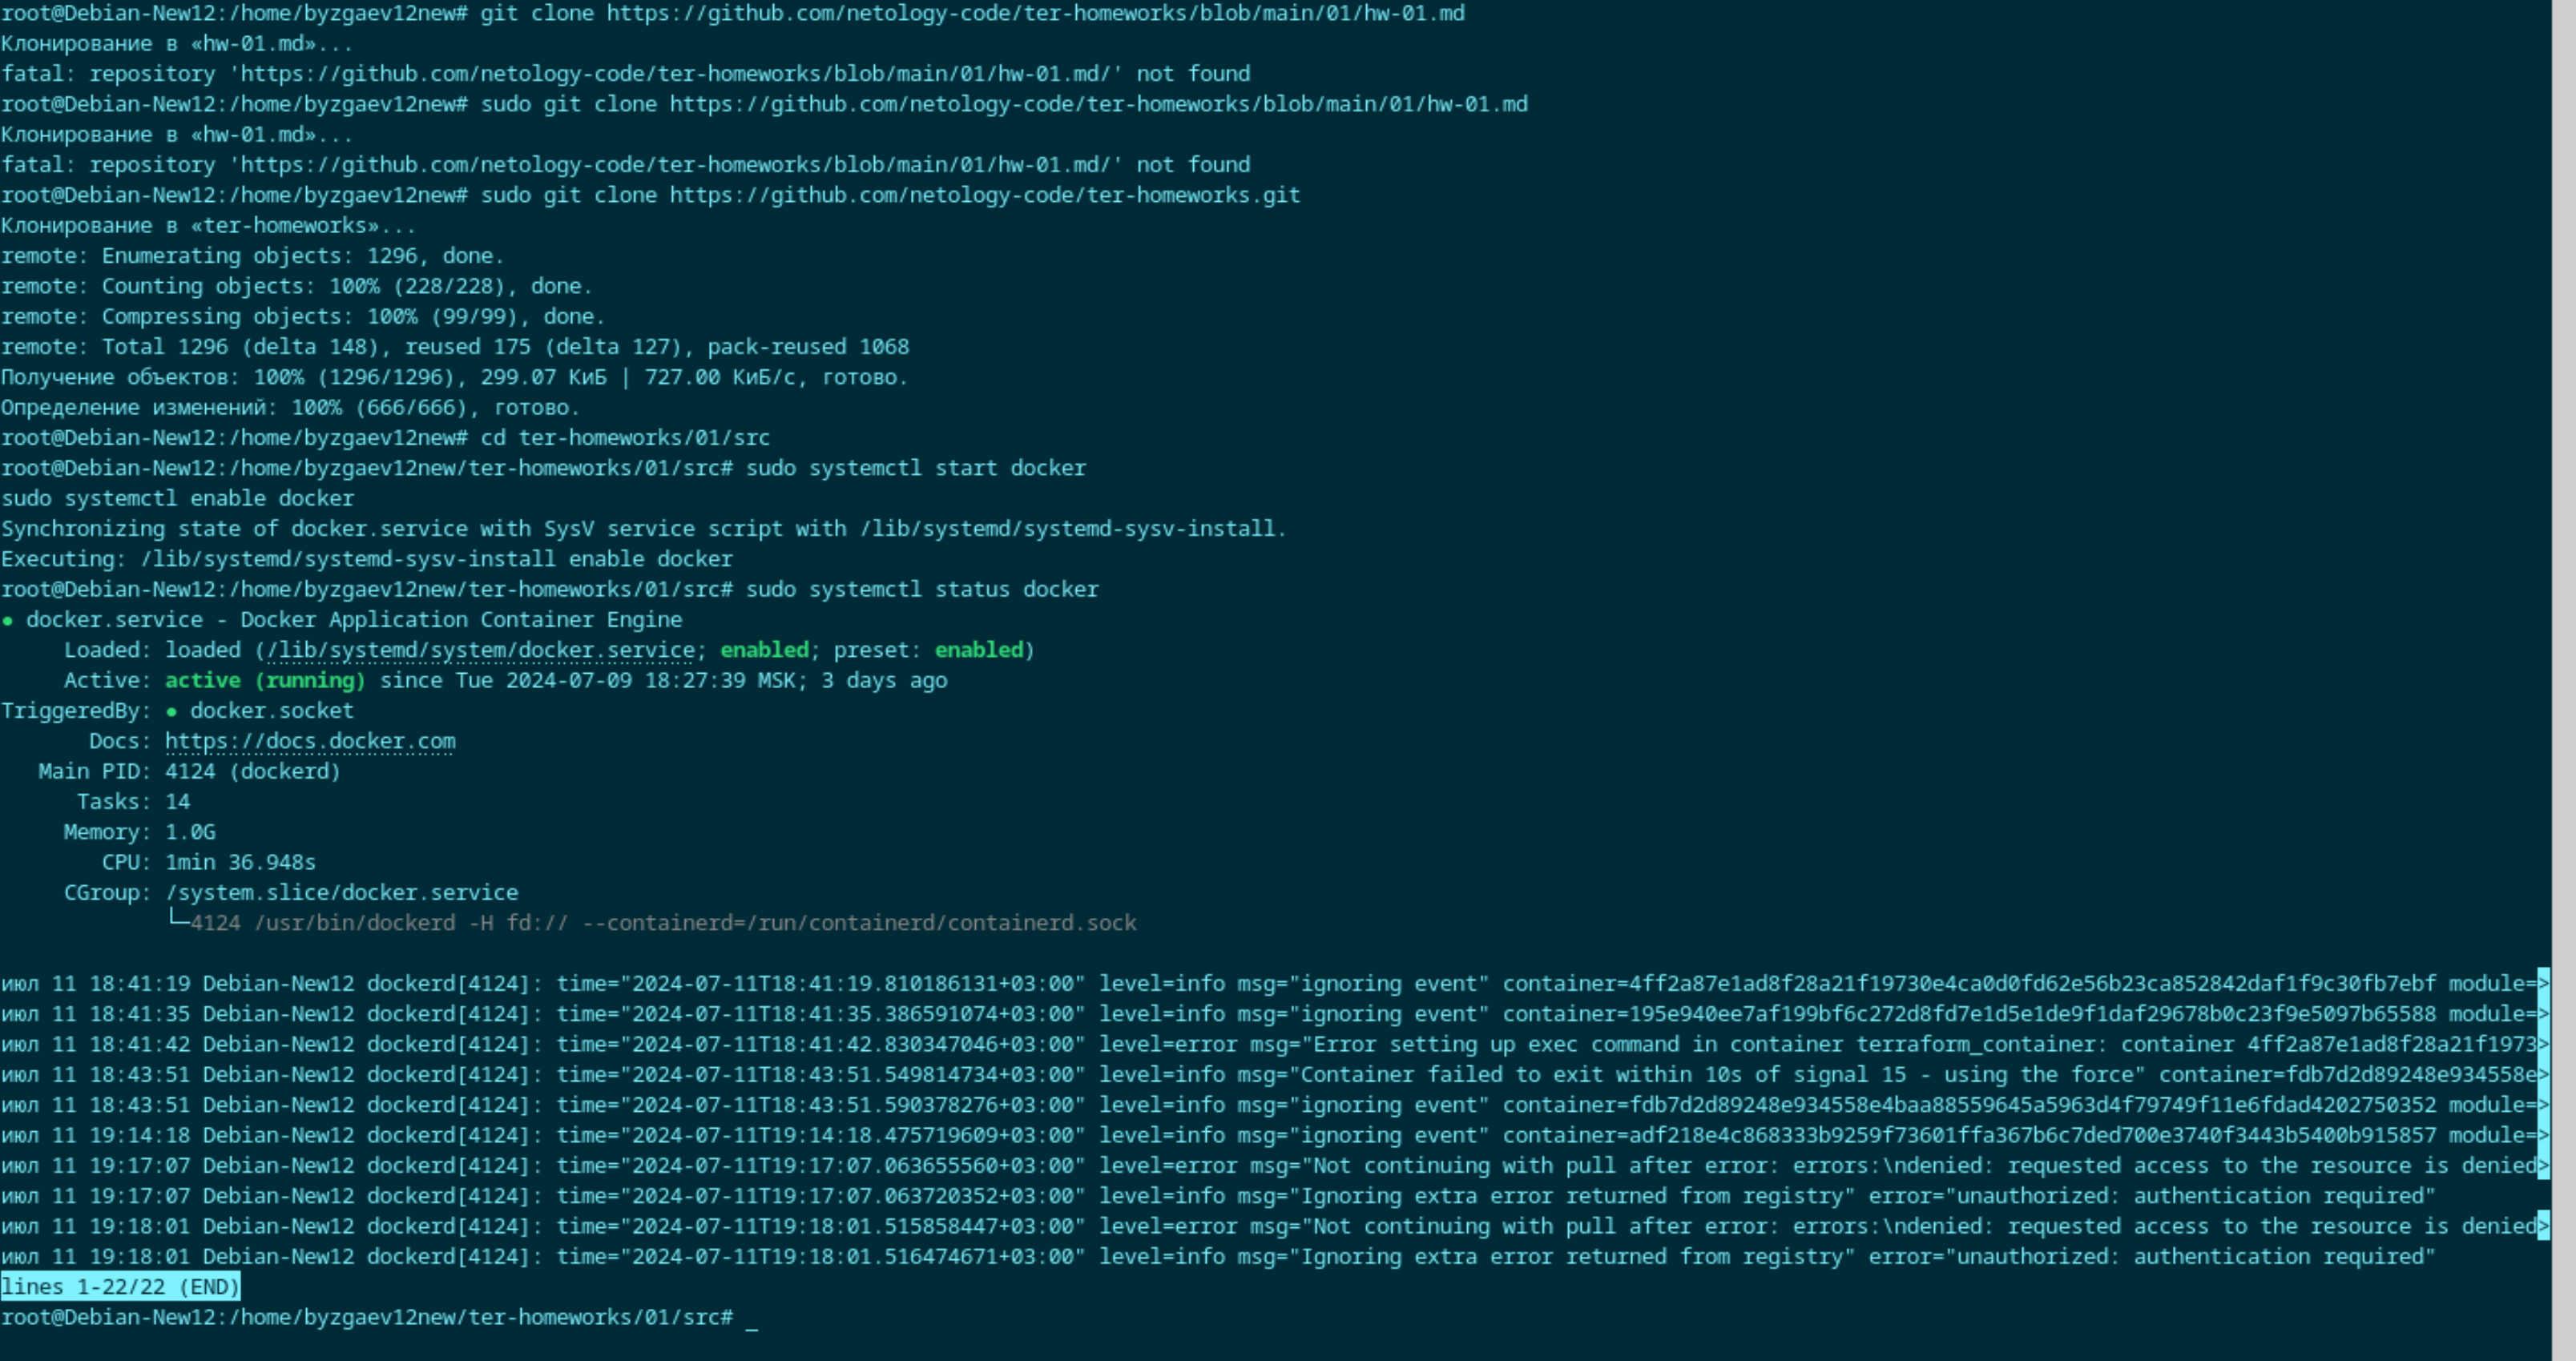 root@Debian-New12:/home/byzgaev12new# git clone https://github.com/netology-code/ter-homeworks/blob/main/01/hw-01.md
Клонирование в «hw-01.md»...
fatal: repository 'https://github.com/netology-code/ter-homeworks/blob/main/01/hw-01.md/' not found
root@Debian-New12:/home/byzgaev12new# sudo git clone https://github.com/netology-code/ter-homeworks/blob/main/01/hw-01.md
Клонирование в «hw-01.md»...
fatal: repository 'https://github.com/netology-code/ter-homeworks/blob/main/01/hw-01.md/' not found
root@Debian-New12:/home/byzgaev12new# sudo git clone https://github.com/netology-code/ter-homeworks.git
Клонирование в «ter-homeworks»...
remote: Enumerating objects: 1296, done.
remote: Counting objects: 100% (228/228), done.
remote: Compressing objects: 100% (99/99), done.
remote: Total 1296 (delta 148), reused 175 (delta 127), pack-reused 1068
Получение объектов: 100% (1296/1296), 299.07 КиБ | 727.00 КиБ/с, готово.
Определение изменений: 100% (666/666), готово.
root@Debian-New12:/home/byzgaev12new# cd ter-homeworks/01/src
root@Debian-New12:/home/byzgaev12new/ter-homeworks/01/src# sudo systemctl start docker
sudo systemctl enable docker
Synchronizing state of docker.service with SysV service script with /lib/systemd/systemd-sysv-install.
Executing: /lib/systemd/systemd-sysv-install enable docker
root@Debian-New12:/home/byzgaev12new/ter-homeworks/01/src# sudo systemctl status docker
● docker.service - Docker Application Container Engine
     Loaded: loaded (/lib/systemd/system/docker.service; enabled; preset: enabled)
     Active: active (running) since Tue 2024-07-09 18:27:39 MSK; 3 days ago
TriggeredBy: ● docker.socket
       Docs: https://docs.docker.com
   Main PID: 4124 (dockerd)
      Tasks: 14
     Memory: 1.0G
        CPU: 1min 36.948s
     CGroup: /system.slice/docker.service
             └─4124 /usr/bin/dockerd -H fd:// --containerd=/run/containerd/containerd.sock
июл 11 18:41:19 Debian-New12 dockerd[4124]: time="2024-07-11T18:41:19.810186131+03:00" level=info msg="ignoring event" container=4ff2a87e1ad8f28a21f19730e4ca0d0fd62e56b23ca852842daf1f9c30fb7ebf module=>
июл 11 18:41:35 Debian-New12 dockerd[4124]: time="2024-07-11T18:41:35.386591074+03:00" level=info msg="ignoring event" container=195e940ee7af199bf6c272d8fd7e1d5e1de9f1daf29678b0c23f9e5097b65588 module=>
июл 11 18:41:42 Debian-New12 dockerd[4124]: time="2024-07-11T18:41:42.830347046+03:00" level=error msg="Error setting up exec command in container terraform_container: container 4ff2a87e1ad8f28a21f1973>
июл 11 18:43:51 Debian-New12 dockerd[4124]: time="2024-07-11T18:43:51.549814734+03:00" level=info msg="Container failed to exit within 10s of signal 15 - using the force" container=fdb7d2d89248e934558e>
июл 11 18:43:51 Debian-New12 dockerd[4124]: time="2024-07-11T18:43:51.590378276+03:00" level=info msg="ignoring event" container=fdb7d2d89248e934558e4baa88559645a5963d4f79749f11e6fdad4202750352 module=>
июл 11 19:14:18 Debian-New12 dockerd[4124]: time="2024-07-11T19:14:18.475719609+03:00" level=info msg="ignoring event" container=adf218e4c868333b9259f73601ffa367b6c7ded700e3740f3443b5400b915857 module=>
июл 11 19:17:07 Debian-New12 dockerd[4124]: time="2024-07-11T19:17:07.063655560+03:00" level=error msg="Not continuing with pull after error: errors:\ndenied: requested access to the resource is denied>
июл 11 19:17:07 Debian-New12 dockerd[4124]: time="2024-07-11T19:17:07.063720352+03:00" level=info msg="Ignoring extra error returned from registry" error="unauthorized: authentication required"
июл 11 19:18:01 Debian-New12 dockerd[4124]: time="2024-07-11T19:18:01.515858447+03:00" level=error msg="Not continuing with pull after error: errors:\ndenied: requested access to the resource is denied>
июл 11 19:18:01 Debian-New12 dockerd[4124]: time="2024-07-11T19:18:01.516474671+03:00" level=info msg="Ignoring extra error returned from registry" error="unauthorized: authentication required"
lines 1-22/22 (END)
root@Debian-New12:/home/byzgaev12new/ter-homeworks/01/src# _